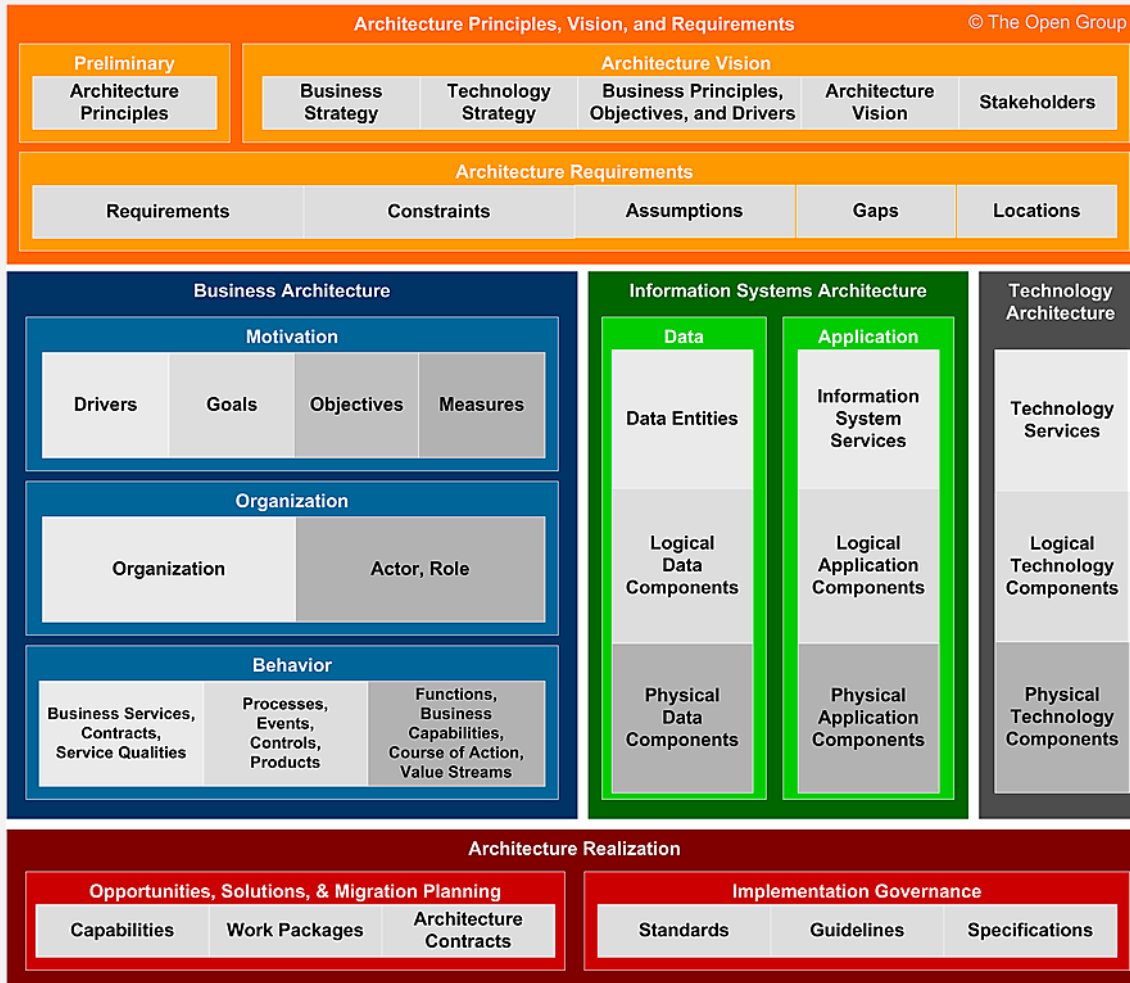 Architecture Principles, Vision, and Requirements
© The Open Group
Preliminary
Architecture
Principles
Architecture Vision
Business
Strategy
Technology
Strategy
Business Principles,
Objectives, and Drivers
Architecture
Vision
Stakeholders
Architecture Requirements
Requirements
Constraints
Assumptions
Gaps
Locations
Business Architecture
Motivation
Drivers
Goals
Objectives
Measures
Organization
Organization
Actor, Role
Behavior
Business Services,
Contracts,
Service Qualities
Processes,
Events,
Controls,
Products
Functions,
Business
Capabilities,
Course of Action,
Value Streams
Information Systems Architecture
Data
Data Entities
Logical
Data
Components
Physical
Data
Components
Application
Information
System
Services
Logical
Application
Components
Physical
Application
Components
Technology
Architecture
Technology
Services
Logical
Technology
Components
Physical
Technology
Components
Architecture Realization
Opportunities, Solutions, & Migration Planning
Capabilities
Work Packages
Architecture
Contracts
Implementation Governance
Standards
Guidelines
Specifications